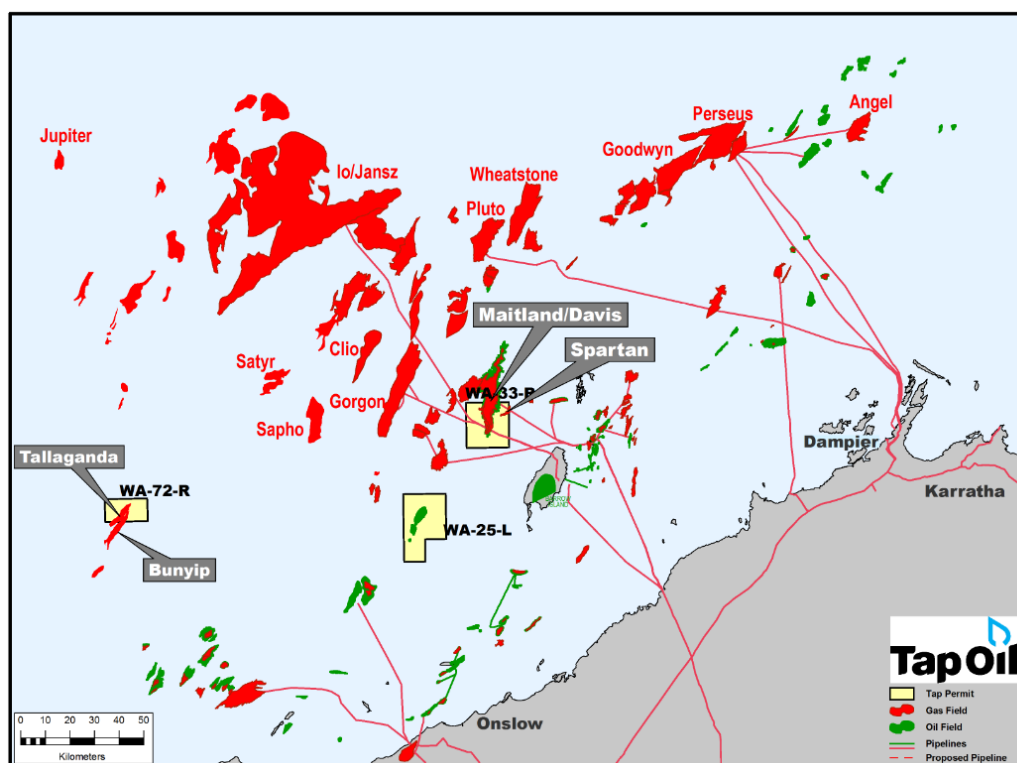 Jupiter
Io/Jansz
Wheatstone
Pluto
Goodwyn
Perseus
Angel
Maitland/Davis
Spartan
Clio
Satyr
Gorgon
Sapho
WA-33-R
Dampier
Karratha
Tallaganda
WA-72-R
Bunyip
WA-25-L
BARROW
ISLAND
Onslow
Tap Oil
Tap Permit
Gas Field
Oil Field
Pipelines
Proposed Pipeline
0 10 20 30 40 50
Kilometers